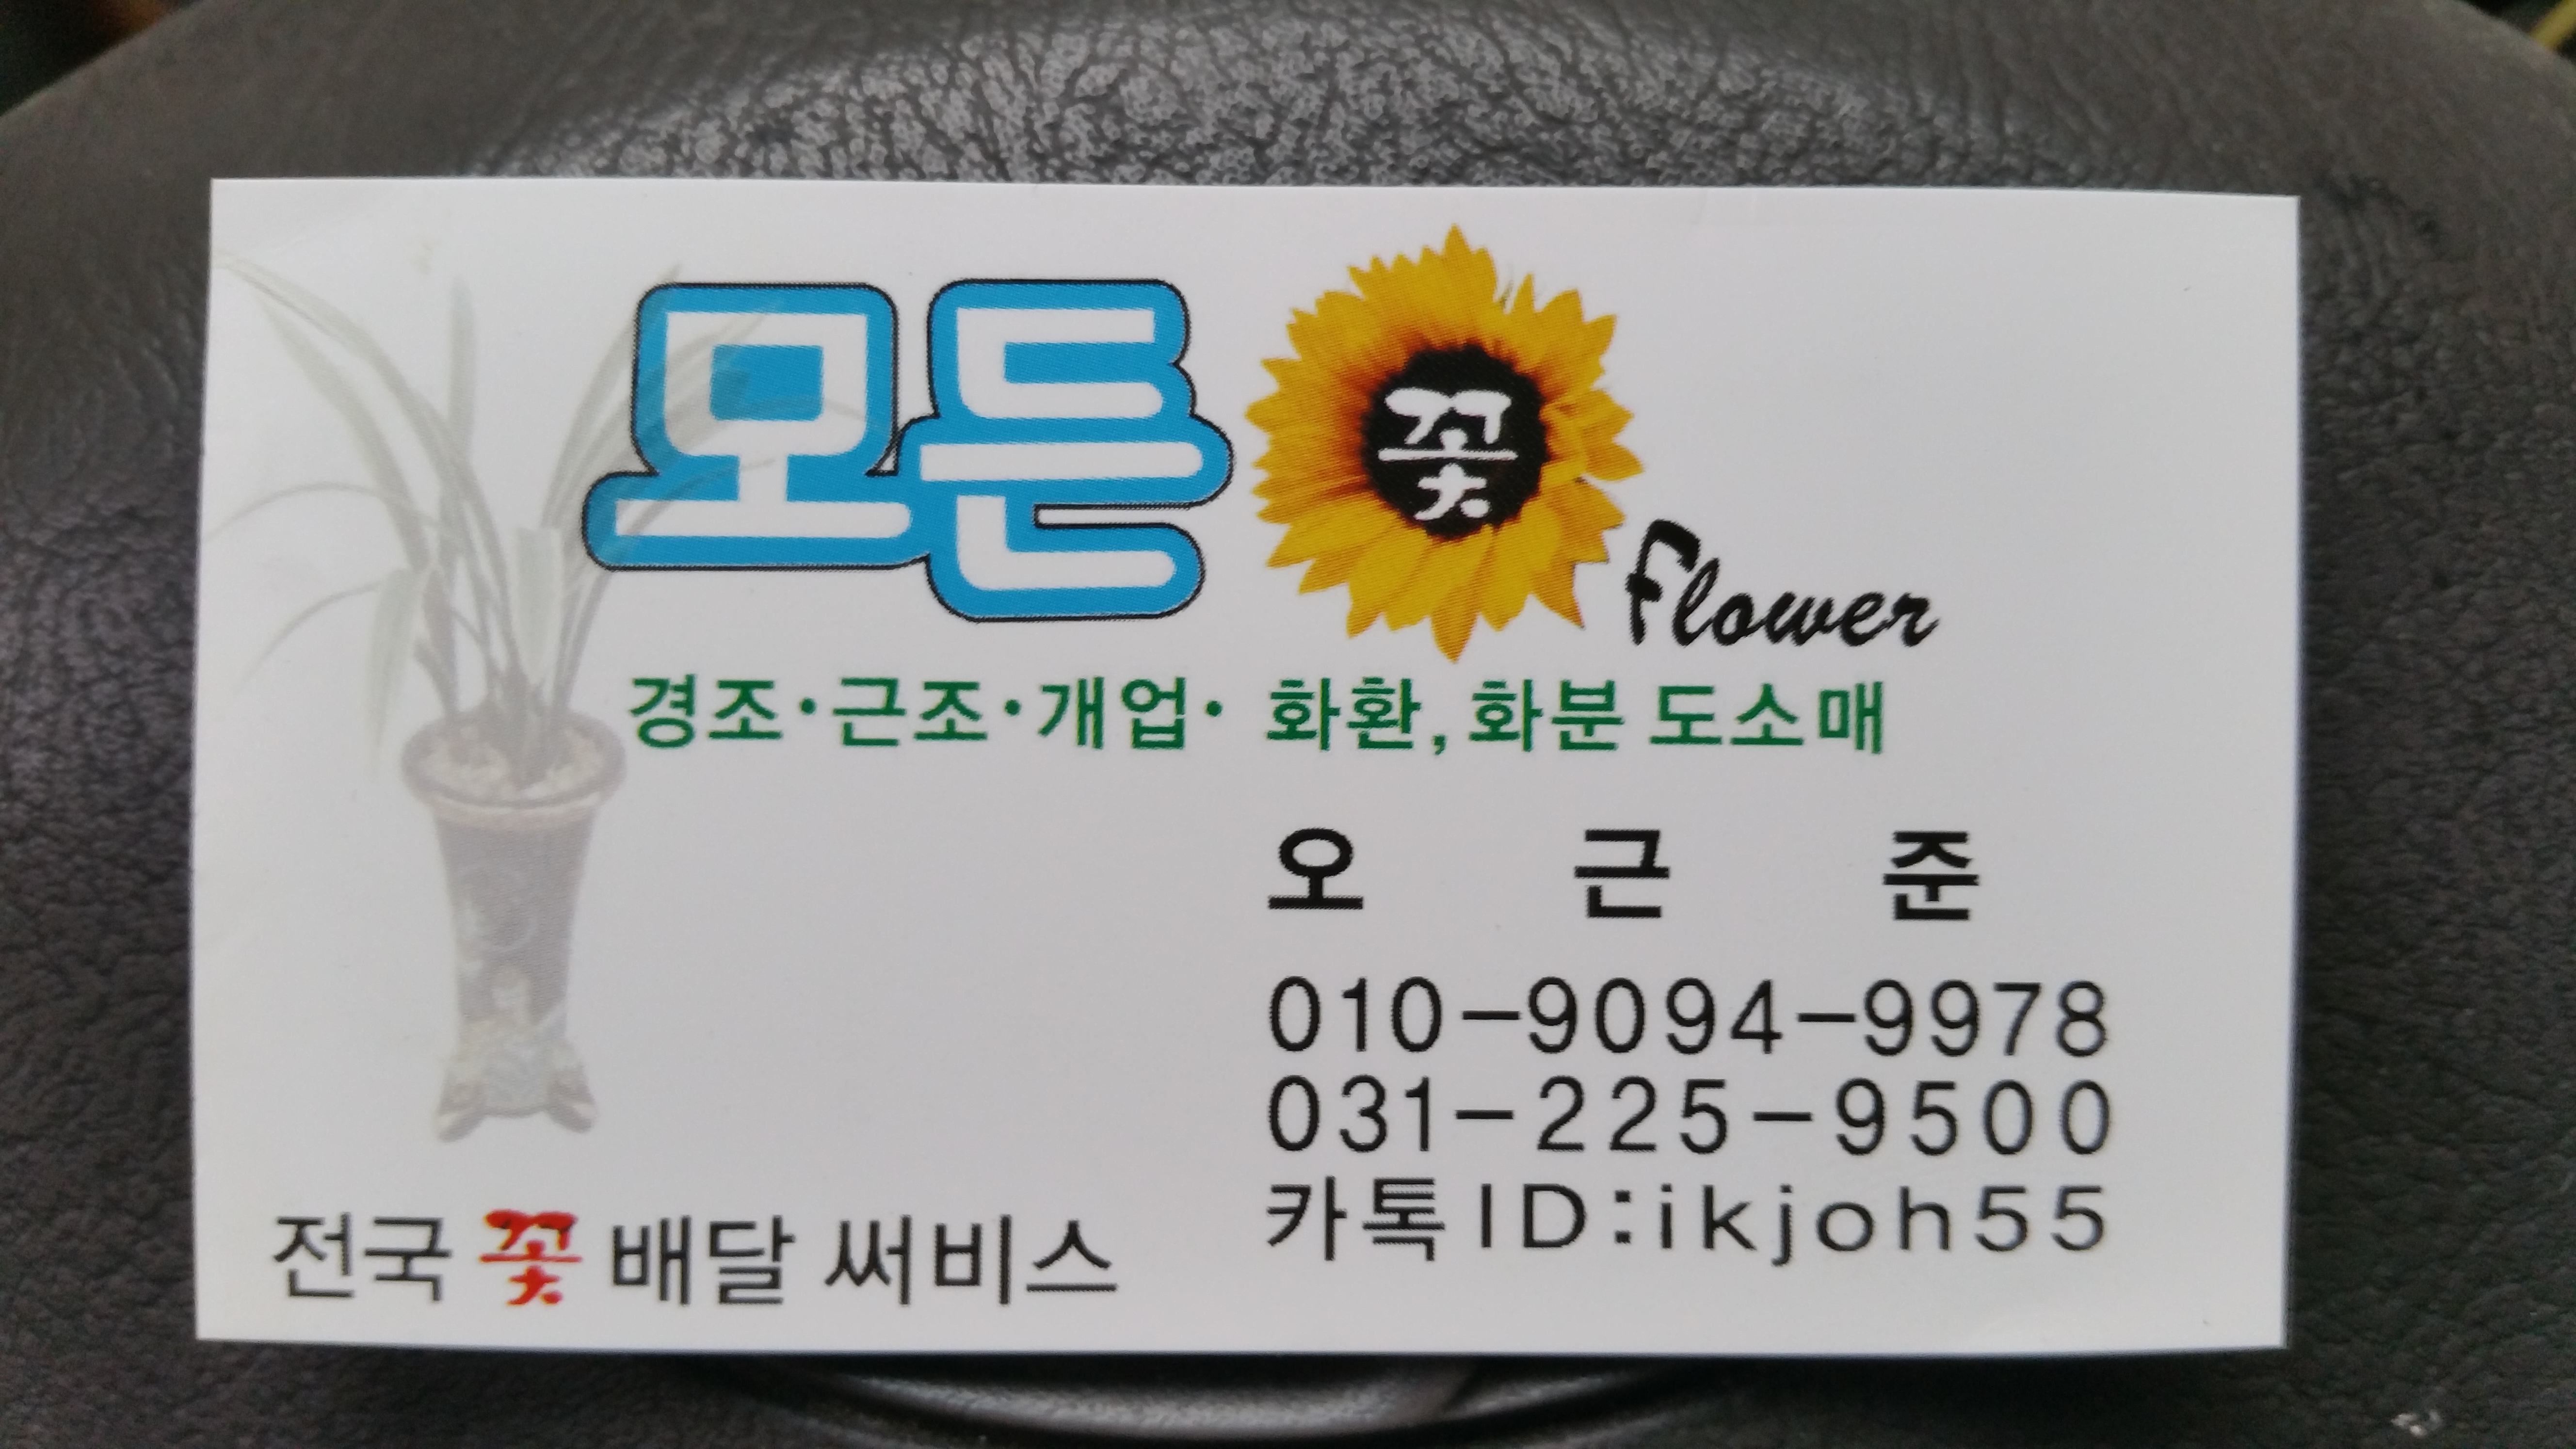 모든 꽃 Flower
경조·근조·개업· 화환, 화분 도소매
오 근 준
010-9094-9978
031-225-9500
카톡ID:ikjoh55
전국 꽃 배달 써비스